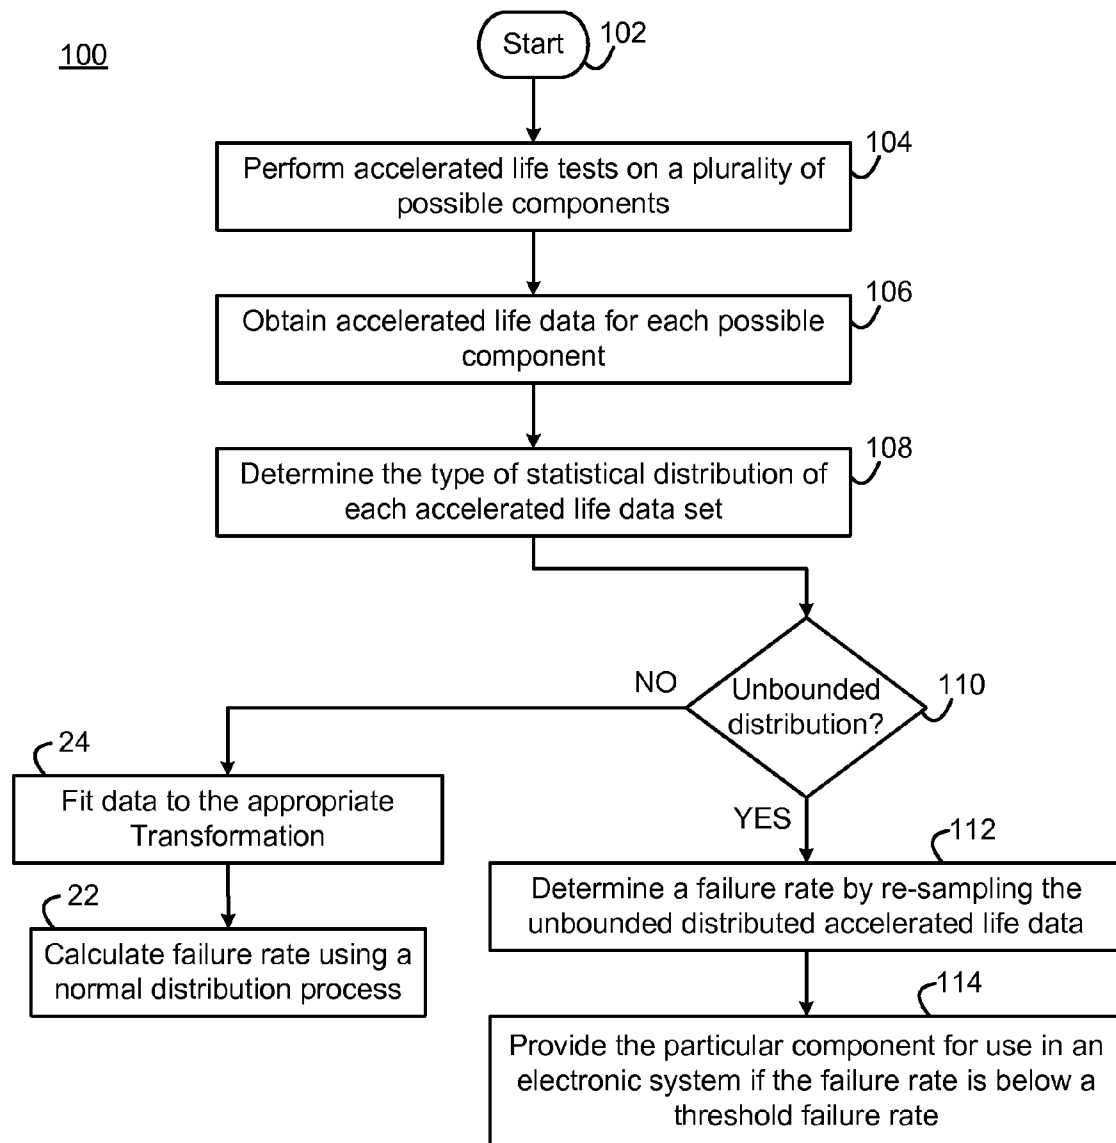 100
Start
102
104
Perform accelerated life tests on a plurality of
possible components
106
Obtain accelerated life data for each possible
component
108
Determine the type of statistical distribution of
each accelerated life data set
NO
Unbounded
distribution?
110
YES
24
Fit data to the appropriate
Transformation
22
Calculate failure rate using a
normal distribution process
112
Determine a failure rate by re-sampling the
unbounded distributed accelerated life data
114
Provide the particular component for use in an
electronic system if the failure rate is below a
threshold failure rate